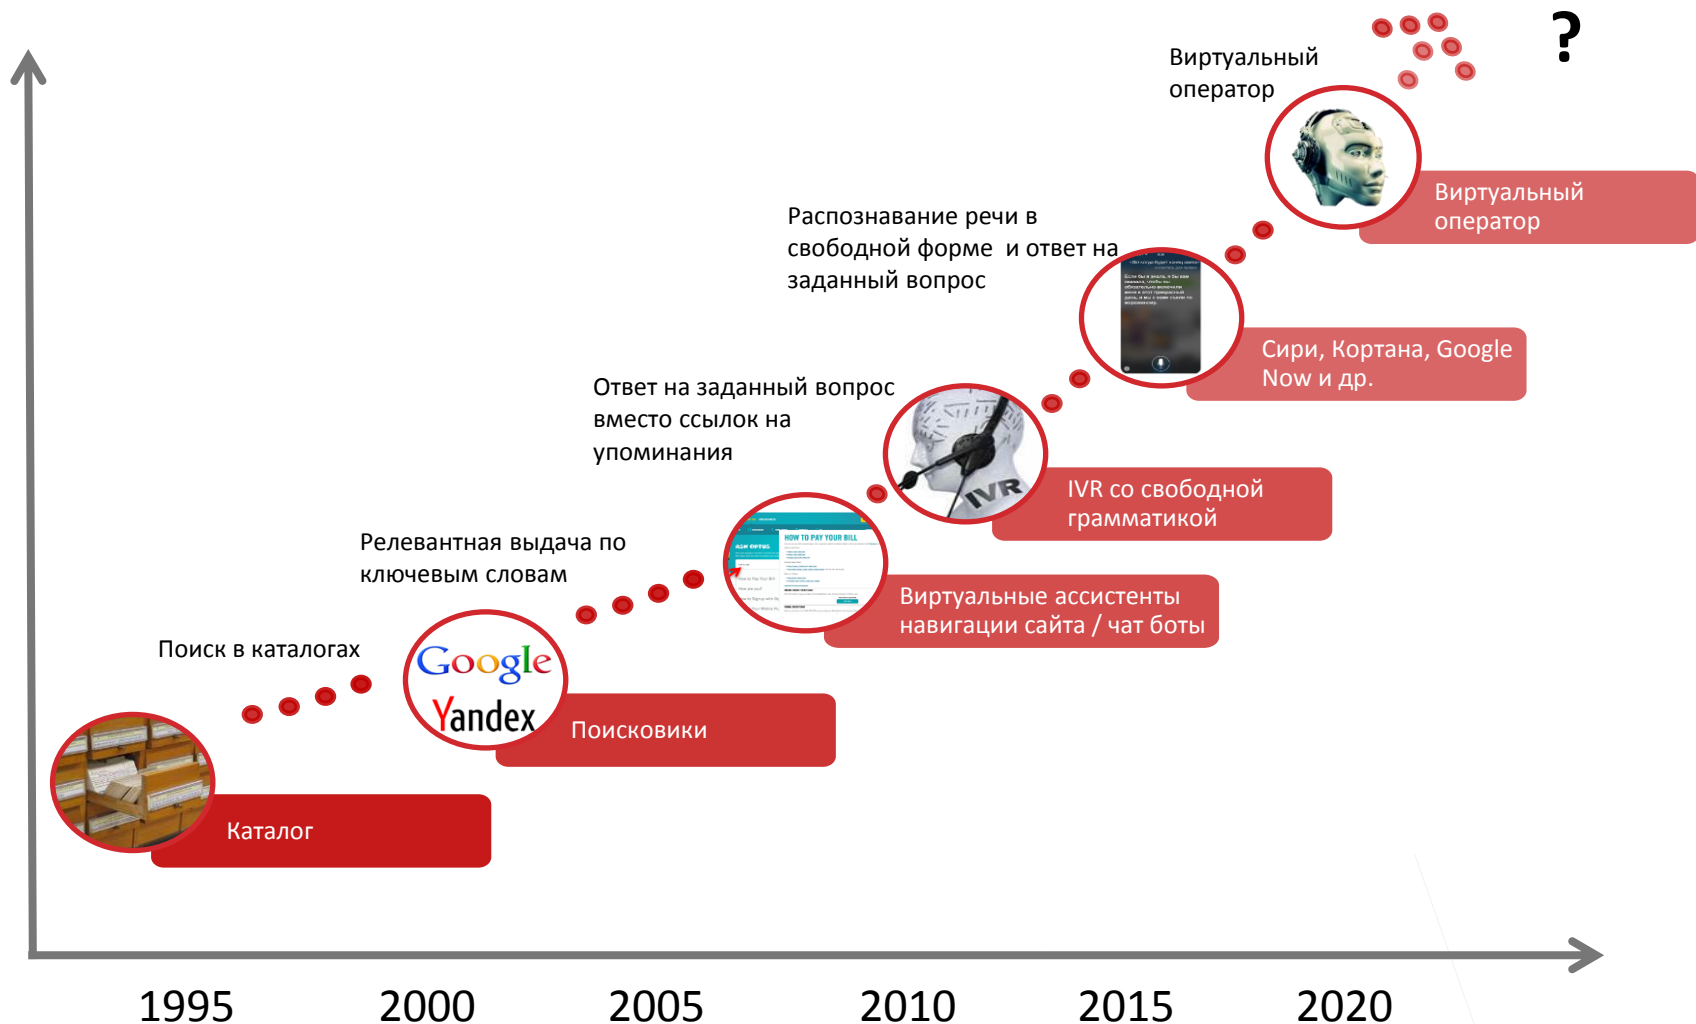 ?
Виртуальный
оператор
Виртуальный
оператор
Распознавание речи в
свободной форме и ответ на
заданный вопрос
Сири, Кортана, Google
Now и др.
Ответ на заданный вопрос
вместо ссылок на
упоминания
IVR
IVR со свободной
грамматикой
HOW TO PAY YOUR BILL
ASK OPTUS
Релевантная выдача по
ключевым словам
Виртуальные ассистенты
навигации сайта / чат боты
Поиск в каталогах
Google
Yandex
Поисковики
Каталог
1995 2000 2005 2010 2015 2020